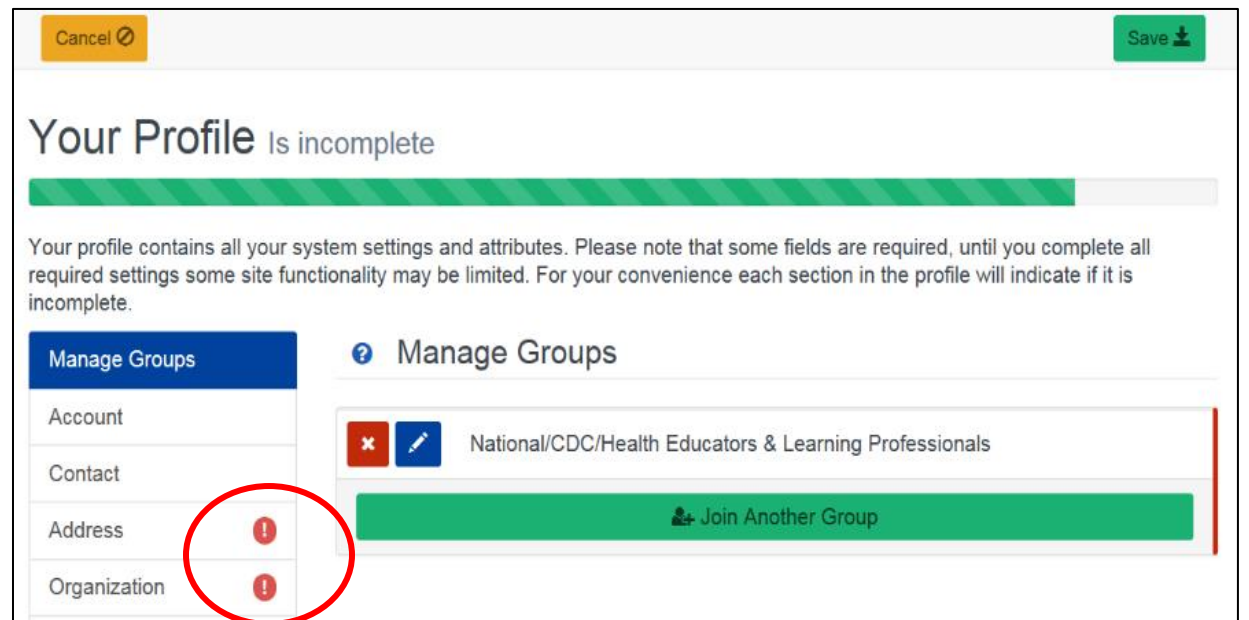 Cancel
Save
Your Profile Is incomplete
Your profile contains all your system settings and attributes. Please note that some fields are required, until you complete all
required settings some site functionality may be limited. For your convenience each section in the profile will indicate if it is
incomplete.
Manage Groups
Account
Contact
Address
Organization
Manage Groups
National/CDC/Health Educators & Learning Professionals
Join Another Group